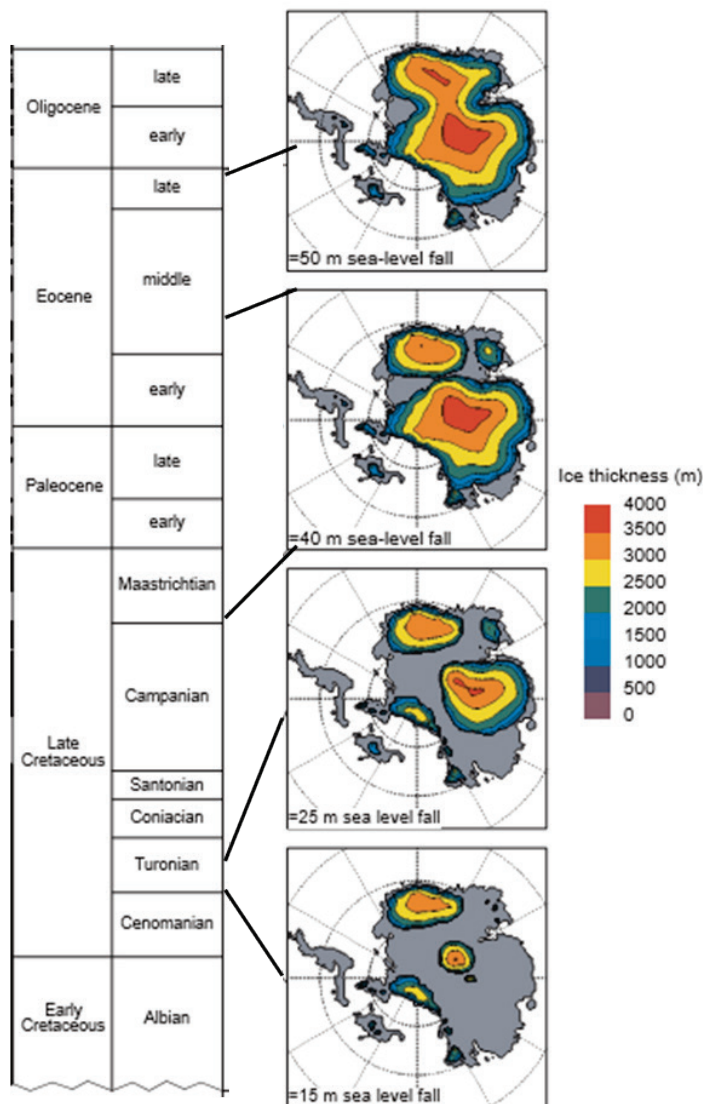 Oligocene
late
early
Eocene
late
middle
early
Paleocene
late
early
Late
Cretaceous
Maastrichtian
Campanian
Santonian
Coniacian
Turonian
Cenomanian
Early
Cretaceous
Albian
=50 m sea-level fall
=40 m sea-level fall
=25 m sea level fall
=15 m sea level fall
Ice thickness (m)
4000
3500
3000
2500
2000
1500
1000
500
0